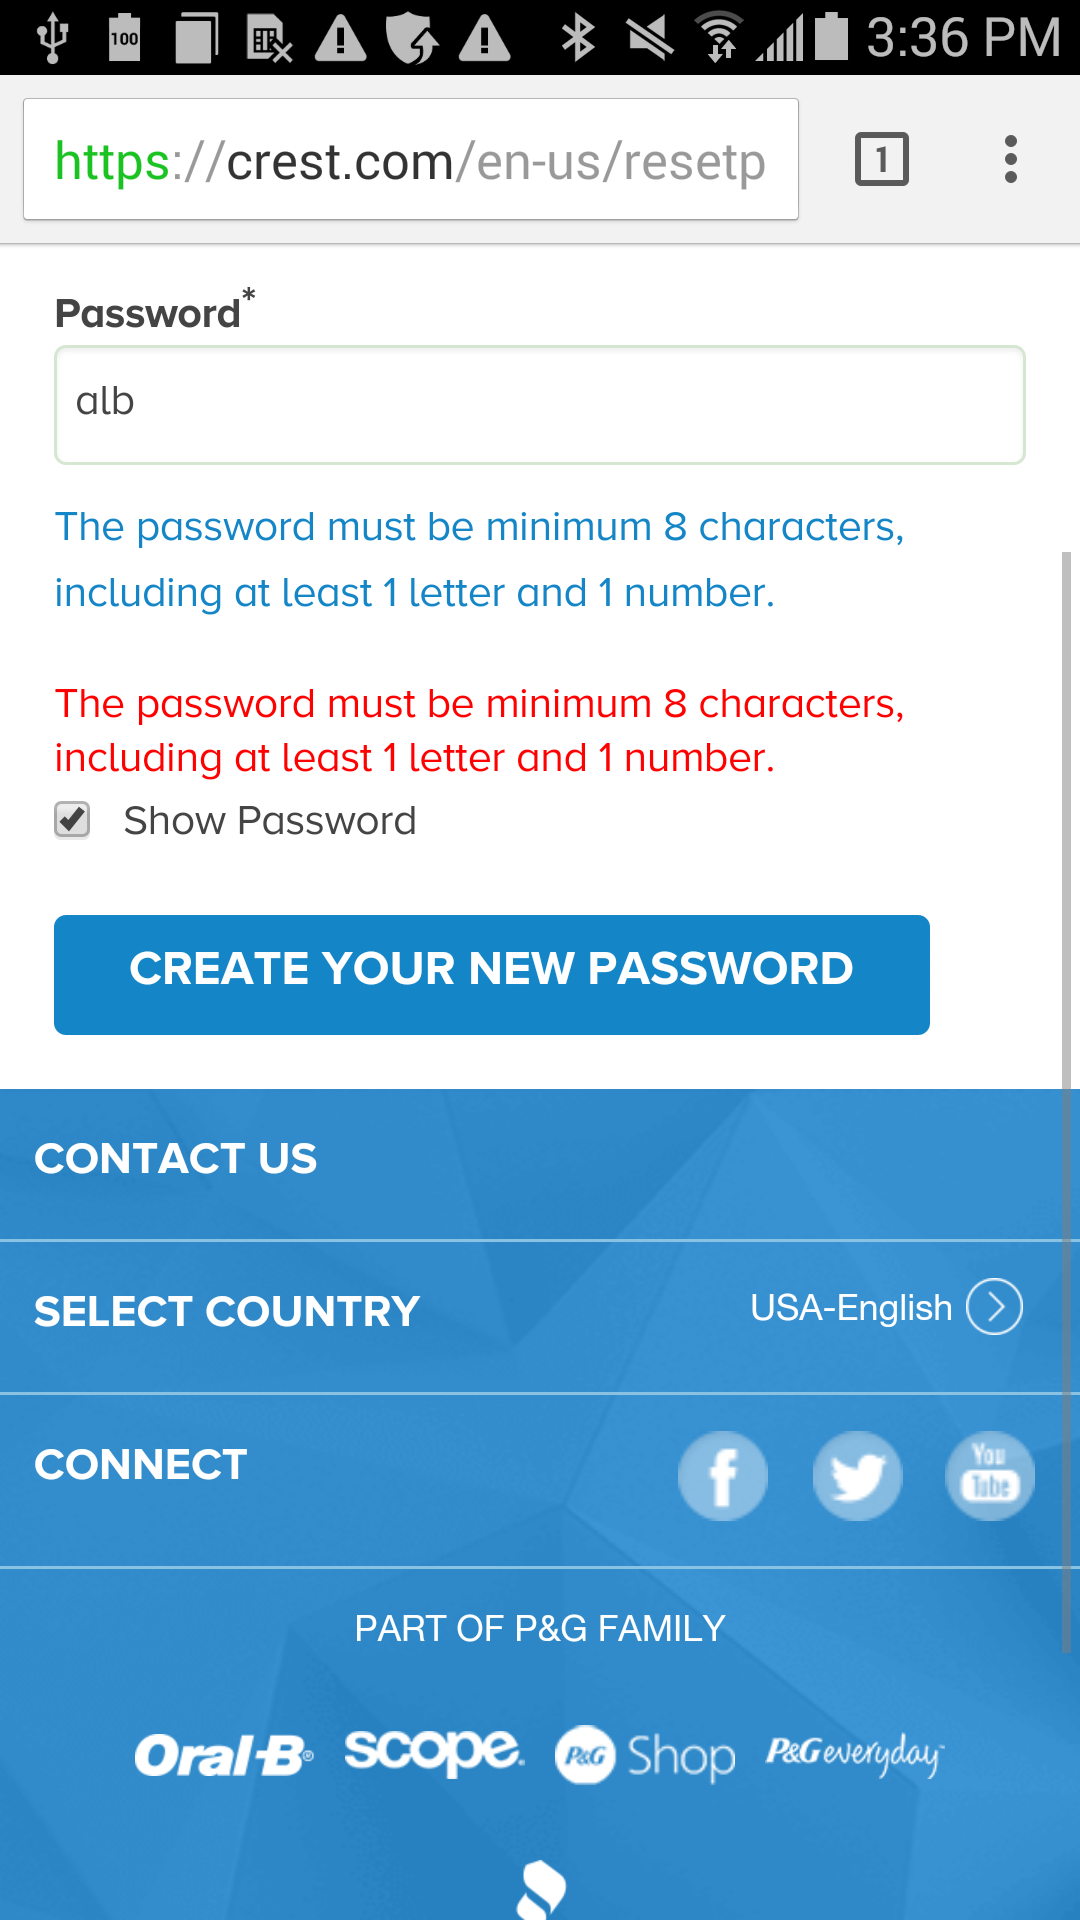 100
3:36 PM
https://crest.com/en-us/resetp
1
Password*
alb
The password must be minimum 8 characters,
including at least 1 letter and 1 number.
The password must be minimum 8 characters,
including at least 1 letter and 1 number.
Show Password
CREATE YOUR NEW PASSWORD
CONTACT US
SELECT COUNTRY
USA-English
CONNECT
f
You
Tube
PART OF P&G FAMILY
Oral-B®
scope
P&G Shop
P&G everyday™